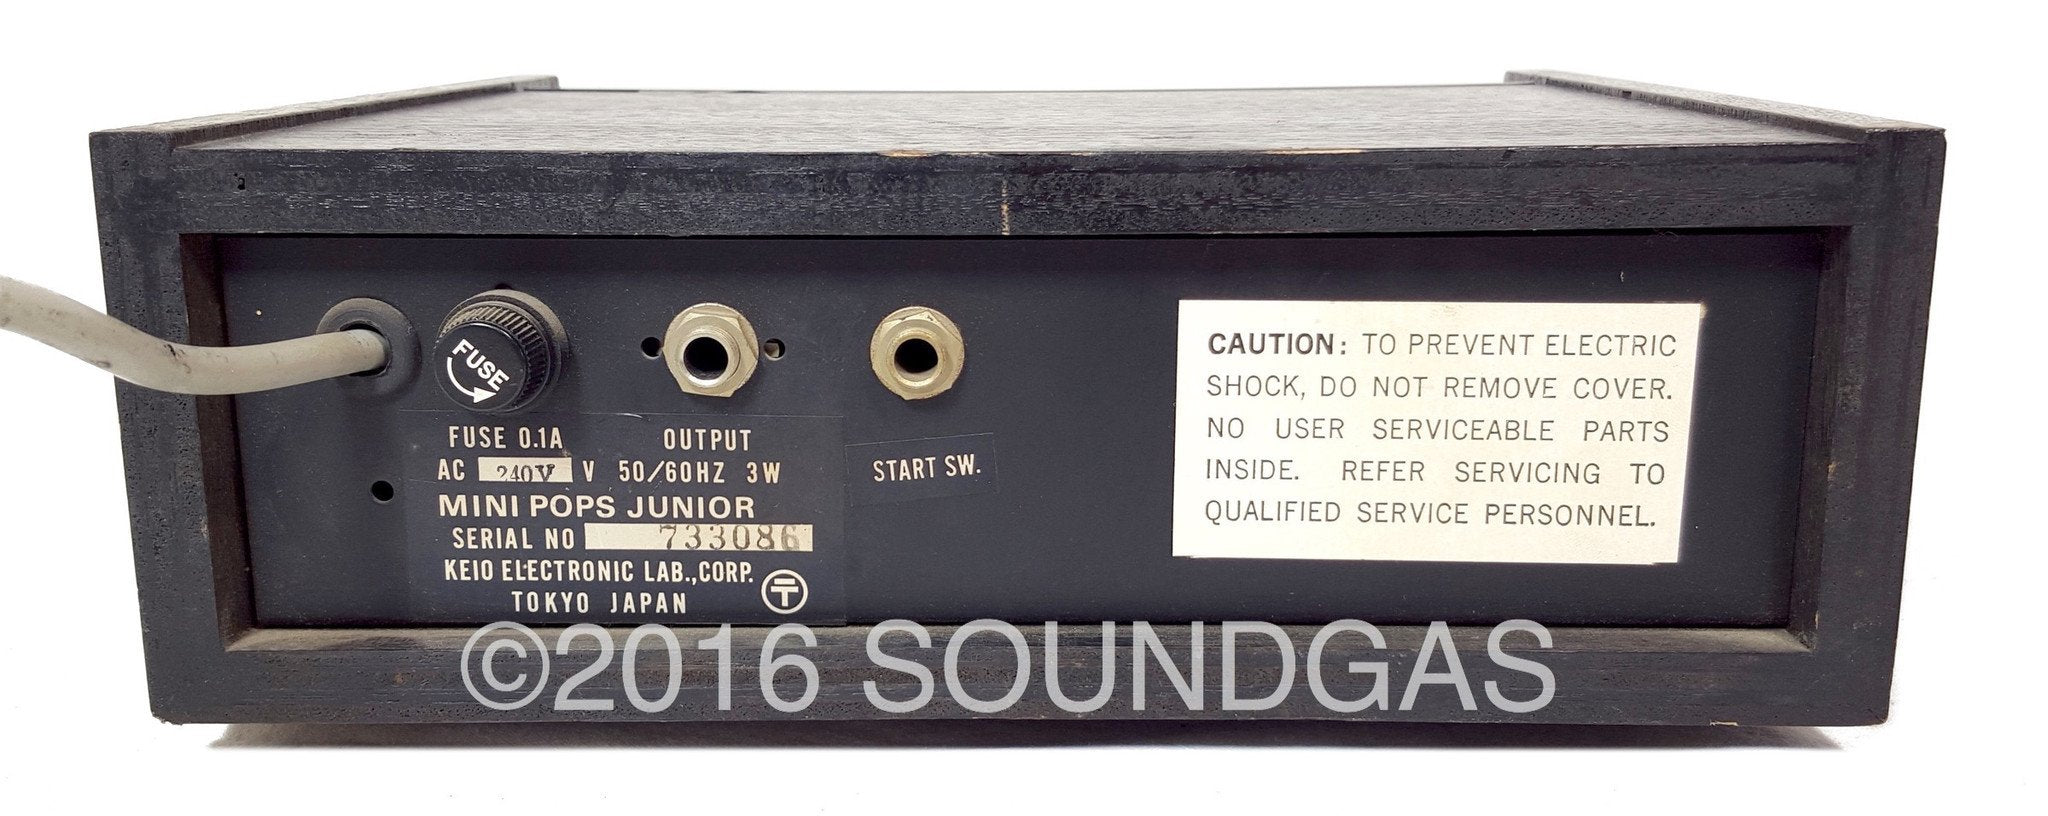 FUSE
FUSE 0.1A
OUTPUT
AC 240V V 50/60HZ 3W
MINI POPS JUNIOR
SERIAL NO 733086
KEIO ELECTRONIC LAB.,CORP.
TOKYO JAPAN
START SW.
CAUTION: TO PREVENT ELECTRIC
SHOCK, DO NOT REMOVE COVER.
NO USER SERVICEABLE PARTS
INSIDE. REFER SERVICING TO
QUALIFIED SERVICE PERSONNEL.
©2016 SOUNDGAS